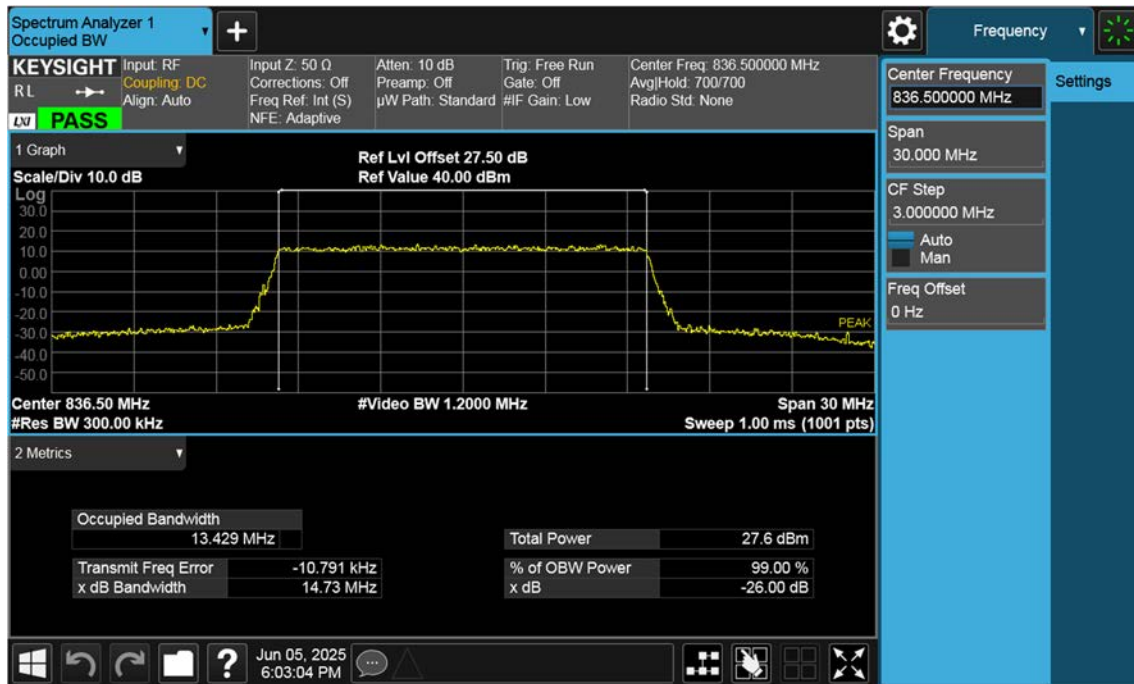 Spectrum Analyzer 1
Occupied BW
Frequency
KEYSIGHT
R L
LXI
PASS
Input: RF
Coupling: DC
Align: Auto
Input Z: 50 Ω
Corrections: Off
Freq Ref: Int (S)
NFE: Adaptive
Atten: 10 dB
Preamp: Off
µW Path: Standard
Trig: Free Run
Gate: Off
#IF Gain: Low
Center Freq: 836.500000 MHz
Avg|Hold: 700/700
Radio Std: None
Center Frequency
836.500000 MHz
Settings
Span
30.000 MHz
CF Step
3.000000 MHz
Auto
Man
Freq Offset
0 Hz
1 Graph
Scale/Div 10.0 dB
Ref Lvl Offset 27.50 dB
Ref Value 40.00 dBm
Log
30.0
20.0
10.0
0.00
-10.0
-20.0
-30.0
-40.0
-50.0
PEAK
Center 836.50 MHz
#Video BW 1.2000 MHz
Span 30 MHz
#Res BW 300.00 kHz
Sweep 1.00 ms (1001 pts)
2 Metrics
Occupied Bandwidth
13.429 MHz
Total Power 27.6 dBm
Transmit Freq Error -10.791 kHz
% of OBW Power 99.00 %
x dB Bandwidth 14.73 MHz
x dB -26.00 dB
?
Jun 05, 2025
6:03:04 PM